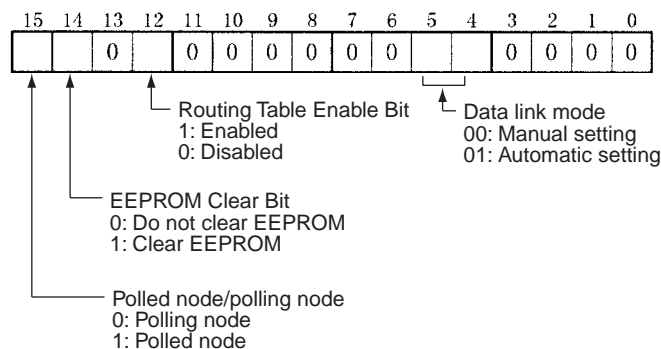 15 14 13 12 11 10 9 8 7 6 5 4 3 2 1 0
0 0 0 0 0 0 0 0 0 0 0
Routing Table Enable Bit
1: Enabled
0: Disabled
Data link mode
00: Manual setting
01: Automatic setting
EEPROM Clear Bit
0: Do not clear EEPROM
1: Clear EEPROM
Polled node/polling node
0: Polling node
1: Polled node